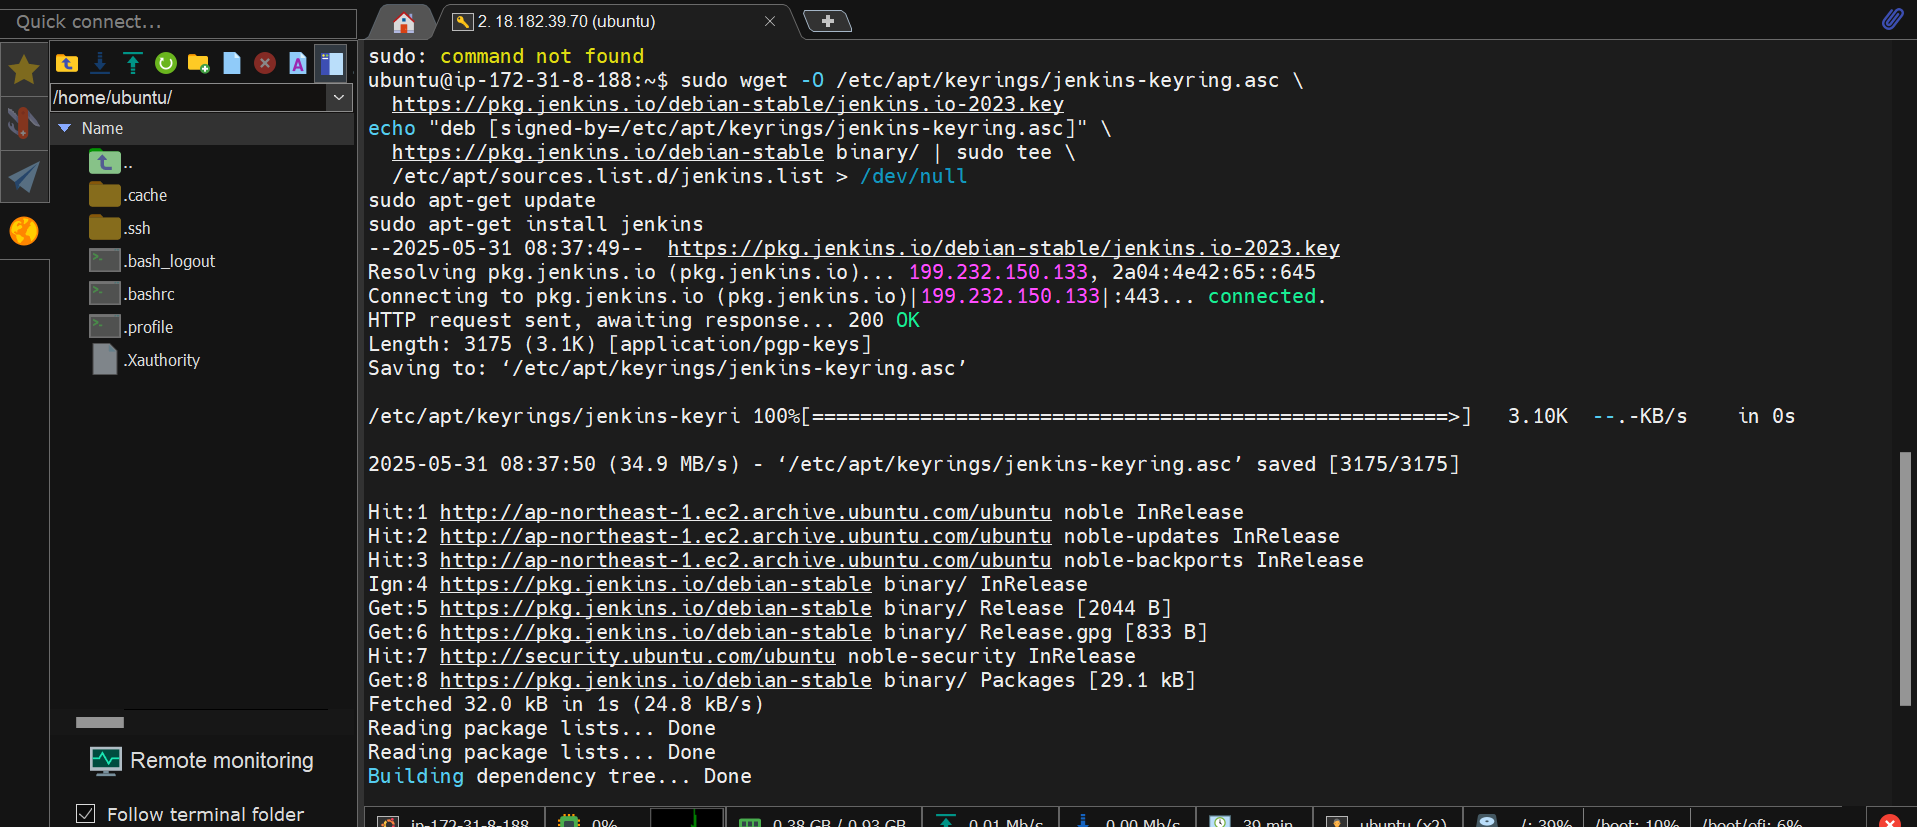 Quick connect...
2. 18.182.39.70 (ubuntu)
/home/ubuntu/
Name
..
.cache
.ssh
.bash_logout
.bashrc
.profile
.Xauthority
Remote monitoring
Follow terminal folder
sudo: command not found
ubuntu@ip-172-31-8-188:~$ sudo wget -O /etc/apt/keyrings/jenkins-keyring.asc \
  https://pkg.jenkins.io/debian-stable/jenkins.io-2023.key
echo "deb [signed-by=/etc/apt/keyrings/jenkins-keyring.asc]" \
  https://pkg.jenkins.io/debian-stable binary/ | sudo tee \
  /etc/apt/sources.list.d/jenkins.list > /dev/null
sudo apt-get update
sudo apt-get install jenkins
--2025-05-31 08:37:49--  https://pkg.jenkins.io/debian-stable/jenkins.io-2023.key
Resolving pkg.jenkins.io (pkg.jenkins.io)... 199.232.150.133, 2a04:4e42:65::645
Connecting to pkg.jenkins.io (pkg.jenkins.io)|199.232.150.133|:443... connected.
HTTP request sent, awaiting response... 200 OK
Length: 3175 (3.1K) [application/pgp-keys]
Saving to: ‘/etc/apt/keyrings/jenkins-keyring.asc’
/etc/apt/keyrings/jenkins-keyri 100%[=====================================================>]   3.10K  --.-KB/s    in 0s
2025-05-31 08:37:50 (34.9 MB/s) - ‘/etc/apt/keyrings/jenkins-keyring.asc’ saved [3175/3175]
Hit:1 http://ap-northeast-1.ec2.archive.ubuntu.com/ubuntu noble InRelease
Hit:2 http://ap-northeast-1.ec2.archive.ubuntu.com/ubuntu noble-updates InRelease
Hit:3 http://ap-northeast-1.ec2.archive.ubuntu.com/ubuntu noble-backports InRelease
Ign:4 https://pkg.jenkins.io/debian-stable binary/ InRelease
Get:5 https://pkg.jenkins.io/debian-stable binary/ Release [2044 B]
Get:6 https://pkg.jenkins.io/debian-stable binary/ Release.gpg [833 B]
Hit:7 http://security.ubuntu.com/ubuntu noble-security InRelease
Get:8 https://pkg.jenkins.io/debian-stable binary/ Packages [29.1 kB]
Fetched 32.0 kB in 1s (24.8 kB/s)
Reading package lists... Done
Reading package lists... Done
Building dependency tree... Done
ip-172-31-8-188 0% 0.38 GB / 0.93 GB 0.01 Mb/s 0.00 Mb/s 39 min ubuntu (x2) /: 39% /boot: 10% /boot/efi: 6%